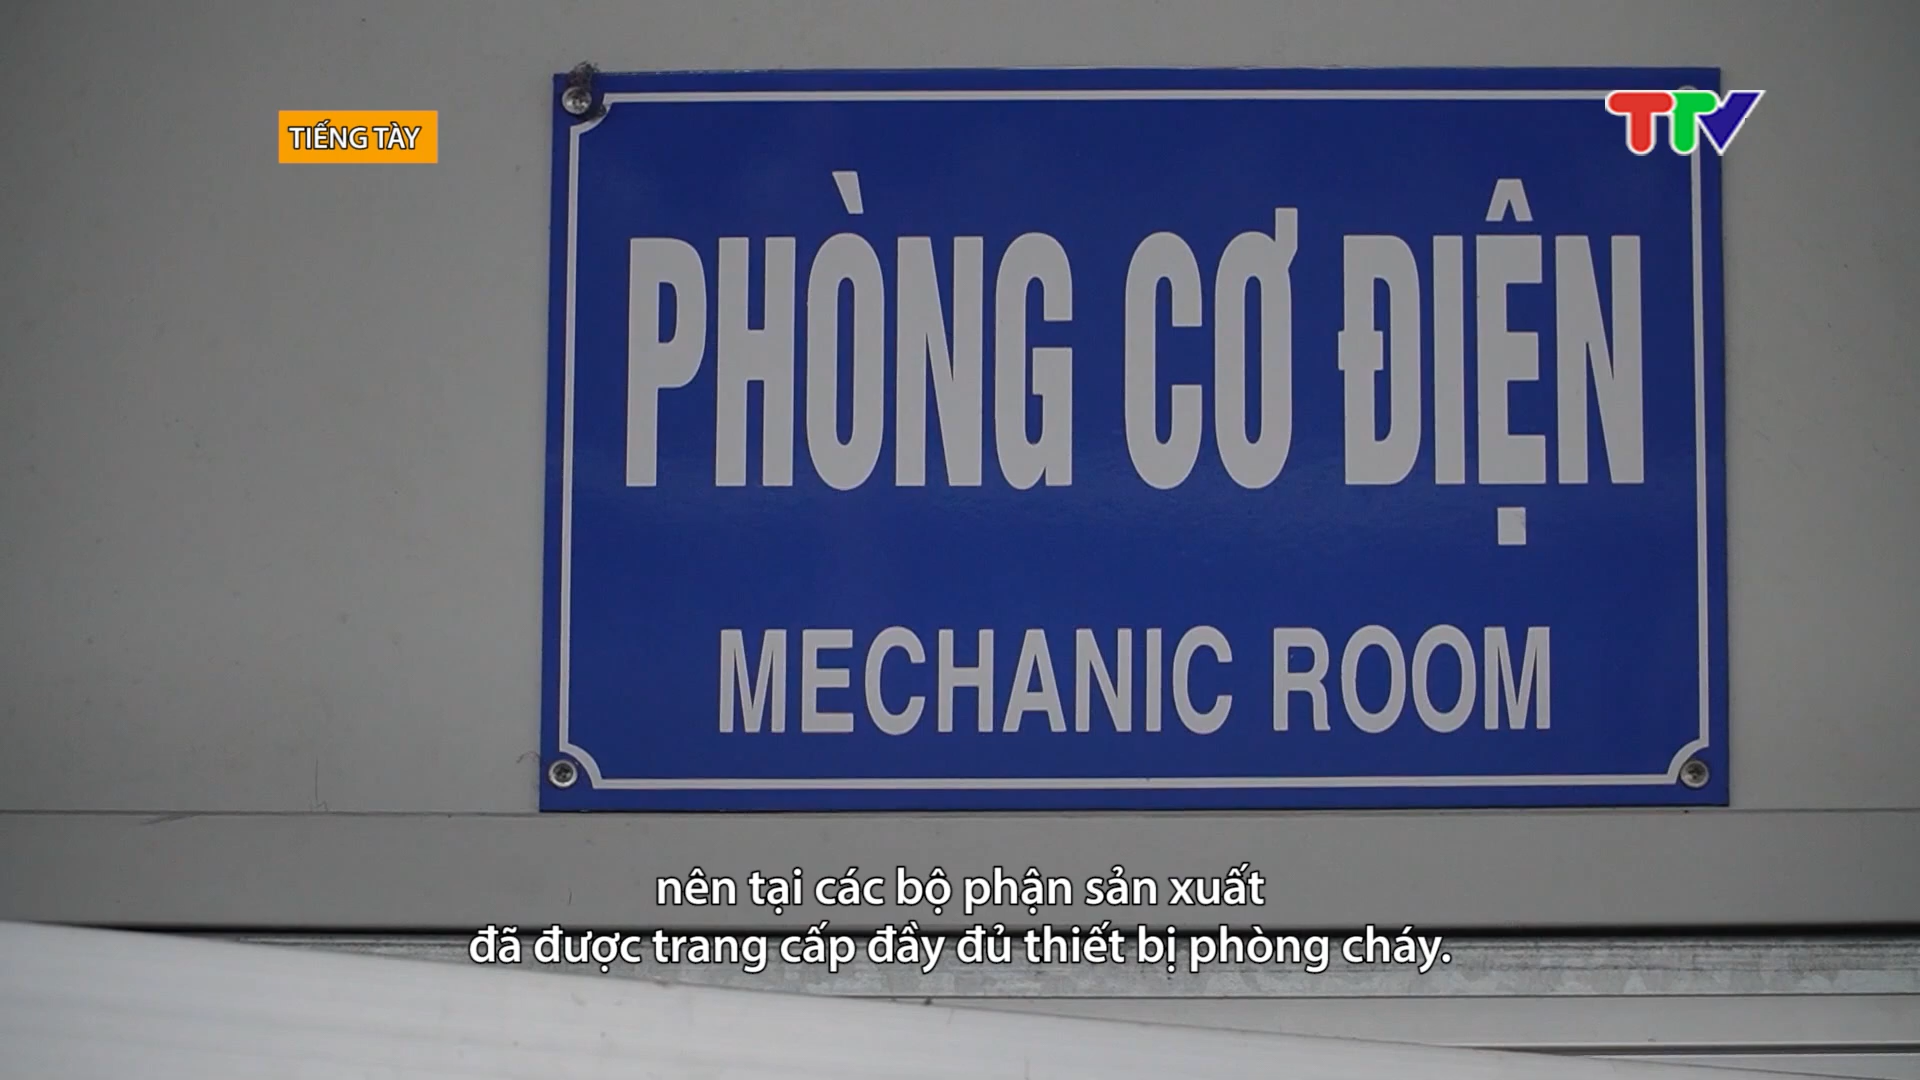 TIẾNG TÀY
TTV
PHÒNG CƠ ĐIỆN
MECHANIC ROOM
nên tại các bộ phận sản xuất
đã được trang cấp đầy đủ thiết bị phòng cháy.